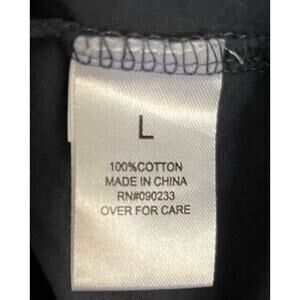 L
100%COTTON
MADE IN CHINA
RN#090233
OVER FOR CARE